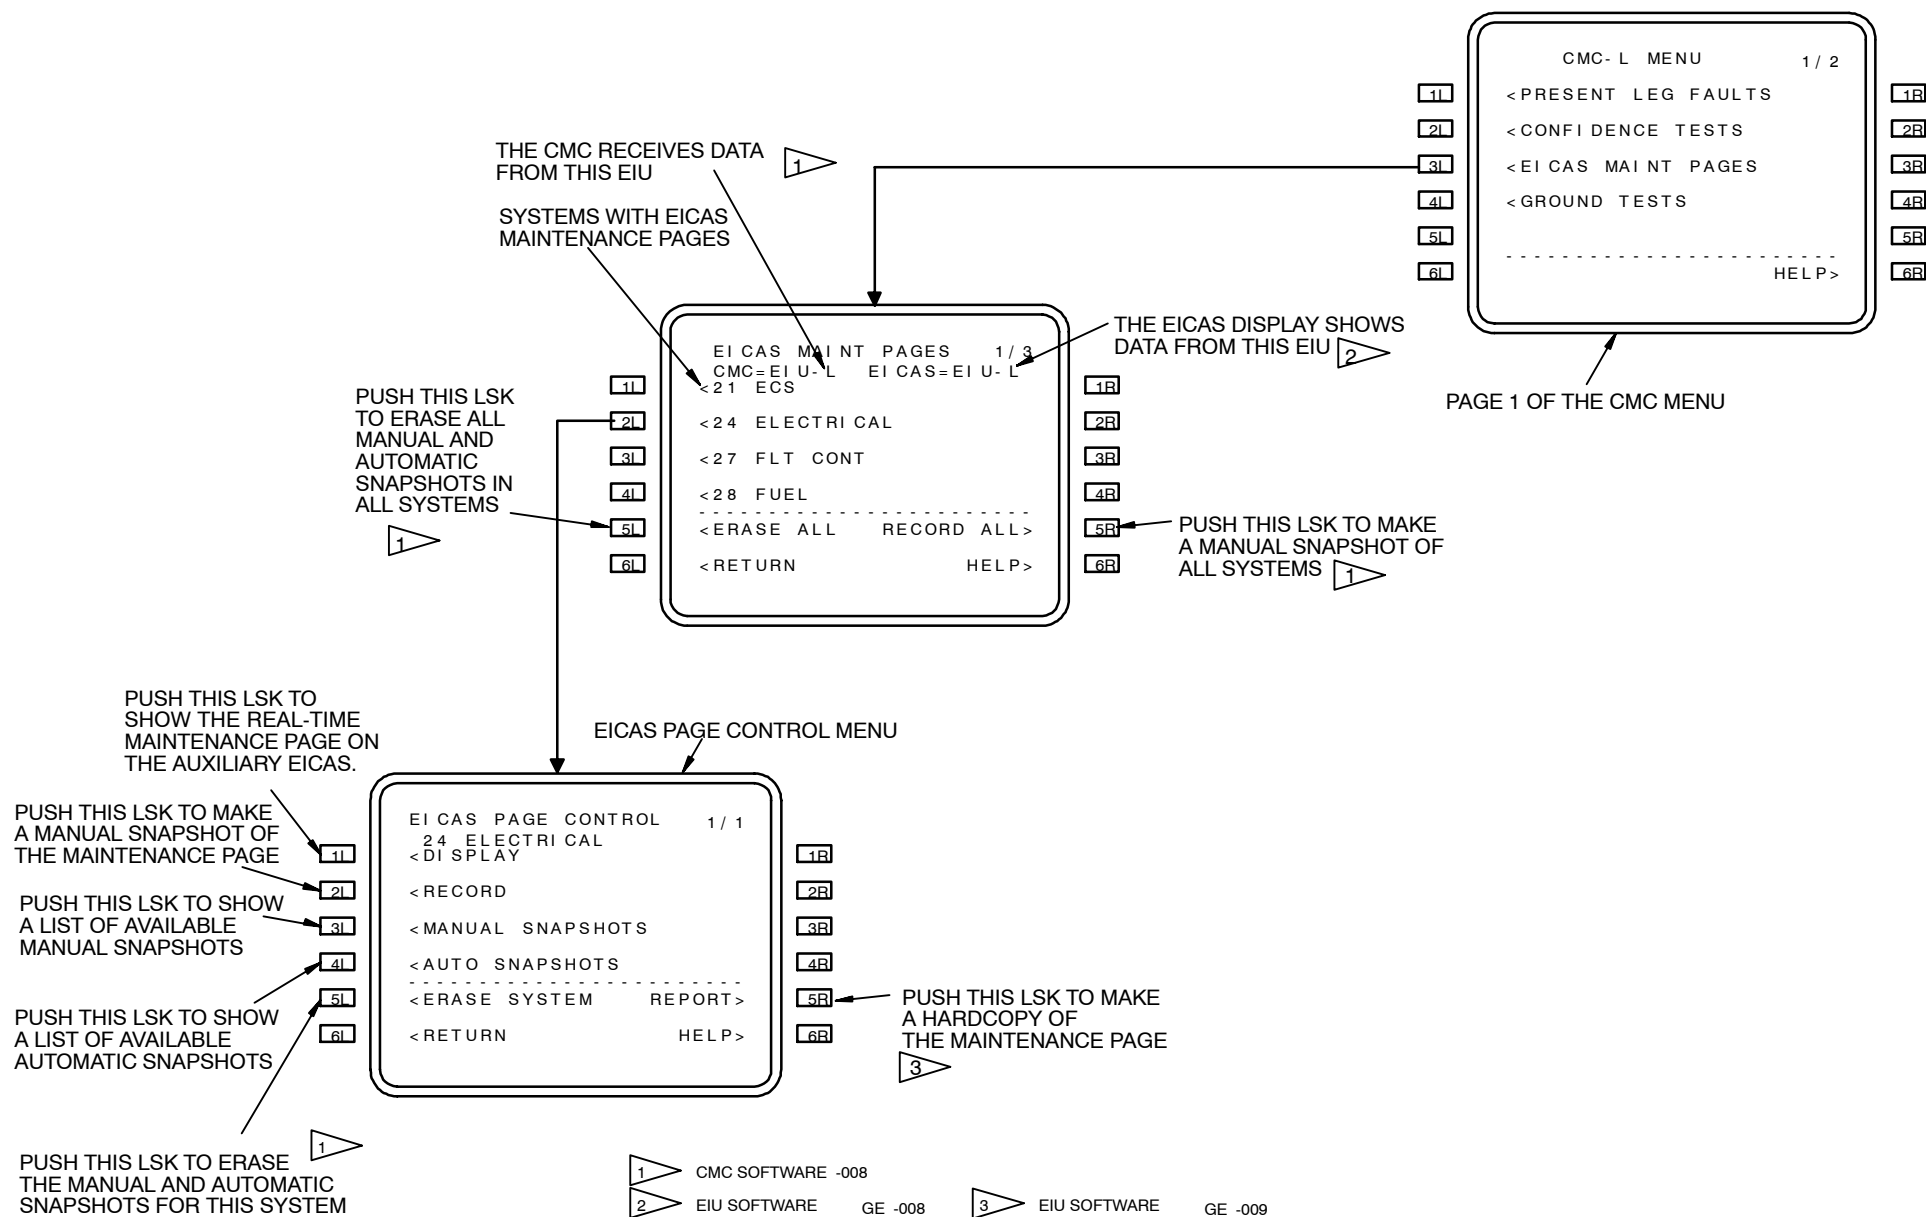 CMC-L MENU 1/2
1L <PRESENT LEG FAULTS 1R
2L <CONFIDENCE TESTS 2R
3L <EICAS MAINT PAGES 3R
4L <GROUND TESTS 4R
5L 5R
------------------------
6L HELP> 6R
PAGE 1 OF THE CMC MENU
THE CMC RECEIVES DATA
FROM THIS EIU
1
SYSTEMS WITH EICAS
MAINTENANCE PAGES
THE EICAS DISPLAY SHOWS
DATA FROM THIS EIU
2
EICAS MAINT PAGES 1/3
CMC=EIU-L EICAS=EIU-L
1L <21 ECS 1R
2L <24 ELECTRICAL 2R
3L <27 FLT CONT 3R
4L <28 FUEL 4R
------------------------
5L <ERASE ALL RECORD ALL> 5R
6L <RETURN HELP> 6R
PUSH THIS LSK
TO ERASE ALL
MANUAL AND
AUTOMATIC
SNAPSHOTS IN
ALL SYSTEMS
1
PUSH THIS LSK TO MAKE
A MANUAL SNAPSHOT OF
ALL SYSTEMS
1
PUSH THIS LSK TO
SHOW THE REAL-TIME
MAINTENANCE PAGE ON
THE AUXILIARY EICAS.
EICAS PAGE CONTROL MENU
PUSH THIS LSK TO MAKE
A MANUAL SNAPSHOT OF
THE MAINTENANCE PAGE
PUSH THIS LSK TO SHOW
A LIST OF AVAILABLE
MANUAL SNAPSHOTS
PUSH THIS LSK TO SHOW
A LIST OF AVAILABLE
AUTOMATIC SNAPSHOTS
EICAS PAGE CONTROL 1/1
24 ELECTRICAL
1L <DISPLAY 1R
2L <RECORD 2R
3L <MANUAL SNAPSHOTS 3R
4L <AUTO SNAPSHOTS 4R
------------------------
5L <ERASE SYSTEM REPORT> 5R
6L <RETURN HELP> 6R
PUSH THIS LSK TO MAKE
A HARDCOPY OF
THE MAINTENANCE PAGE
3
1
PUSH THIS LSK TO ERASE
THE MANUAL AND AUTOMATIC
SNAPSHOTS FOR THIS SYSTEM
1 CMC SOFTWARE -008
2 EIU SOFTWARE GE -008 3 EIU SOFTWARE GE -009